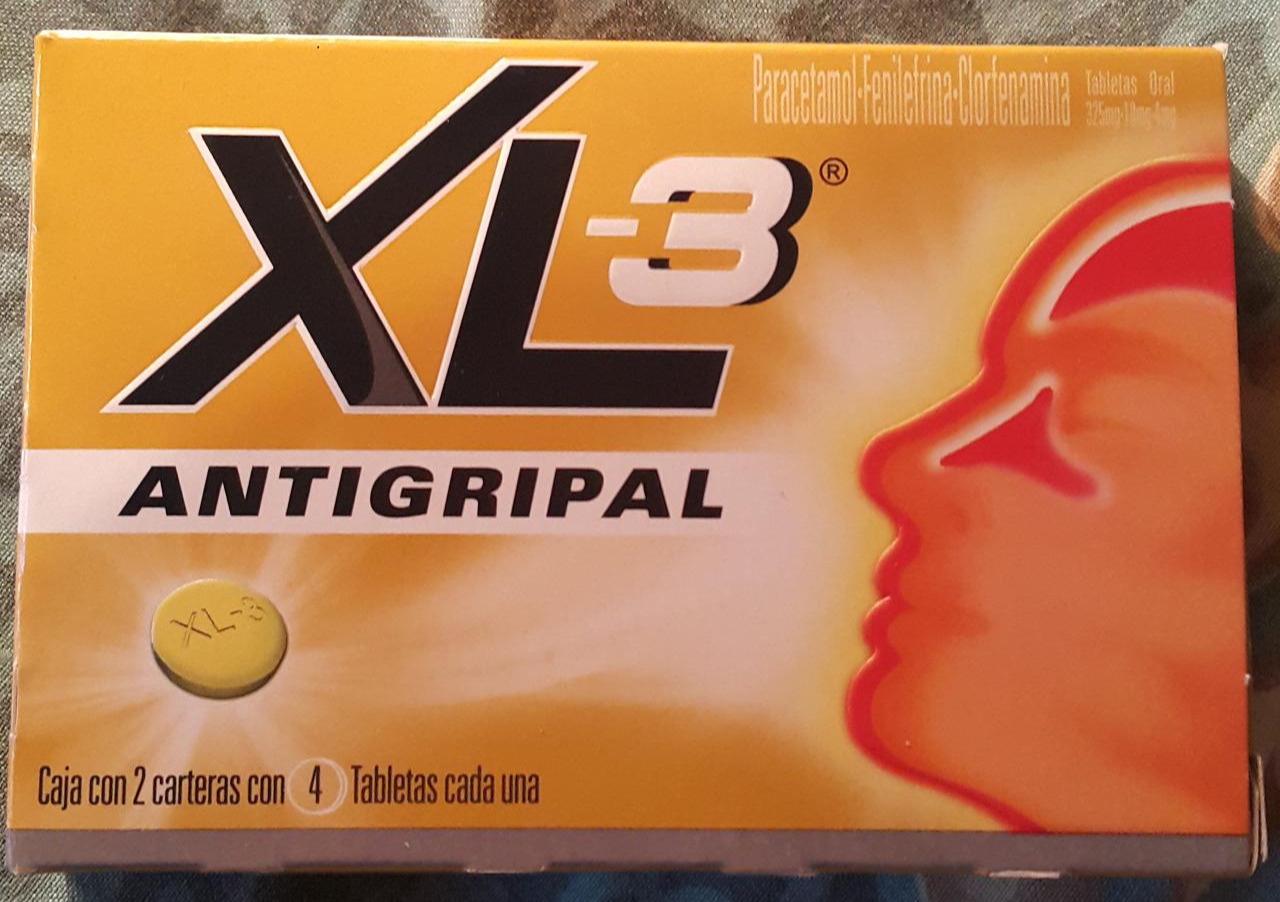 Paracetamol·Fenilefrina·Clorfenamina
Tabletas Oral
325mg·10mg·4mg
XL-3®
ANTIGRIPAL
XL-3
Caja con 2 carteras con 4 Tabletas cada una